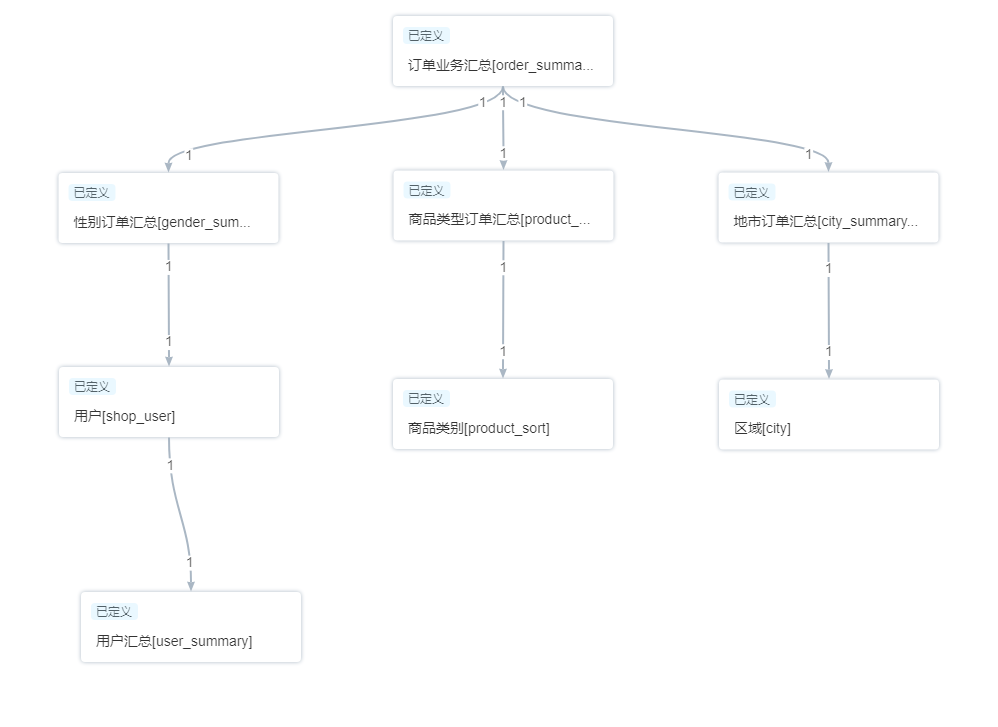 已定义
订单业务汇总[order_summa...
1
1
1
1
1
1
已定义
性别订单汇总[gender_sum...
已定义
商品类型订单汇总[product_...
已定义
地市订单汇总[city_summary...
1
1
1
1
1
1
已定义
用户[shop_user]
已定义
商品类别[product_sort]
已定义
区域[city]
1
1
已定义
用户汇总[user_summary]